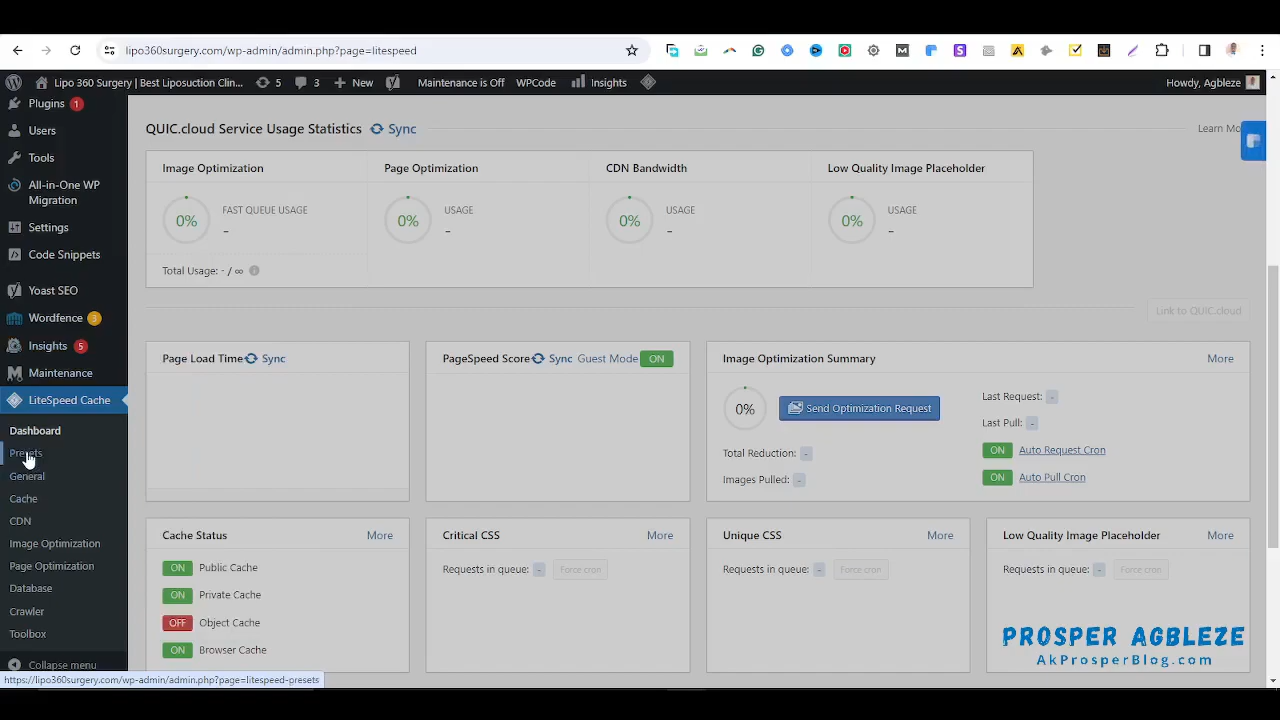 lipo360surgery.com/wp-admin/admin.php?page=litespeed
Lipo 360 Surgery | Best Liposuction Clin... 5 3 New Maintenance is Off WPCode Insights Howdy, Agbleze
Plugins 1
Users
Tools
All-in-One WP
Migration
Settings
Code Snippets
Yoast SEO
Wordfence 3
Insights 5
Maintenance
LiteSpeed Cache
Dashboard
Presets
General
Cache
CDN
Image Optimization
Page Optimization
Database
Crawler
Toolbox
Collapse menu
QUIC.cloud Service Usage Statistics Sync Learn Mo
Image Optimization
0% FAST QUEUE USAGE
-
Total Usage: - / ∞
Page Optimization
0% USAGE
-
CDN Bandwidth
0% USAGE
-
Low Quality Image Placeholder
0% USAGE
-
Link to QUIC.cloud
Page Load Time Sync
PageSpeed Score Sync Guest Mode ON
Image Optimization Summary More
0% Send Optimization Request
Total Reduction: -
Images Pulled: -
Last Request: -
Last Pull: -
ON Auto Request Cron
ON Auto Pull Cron
Cache Status More
ON Public Cache
ON Private Cache
OFF Object Cache
ON Browser Cache
Critical CSS More
Requests in queue: - Force cron
Unique CSS More
Requests in queue: - Force cron
Low Quality Image Placeholder More
Requests in queue: - Force cron
PROSPER AGBLEZE
AkProsperBlog.com
https://lipo360surgery.com/wp-admin/admin.php?page=litespeed-presets